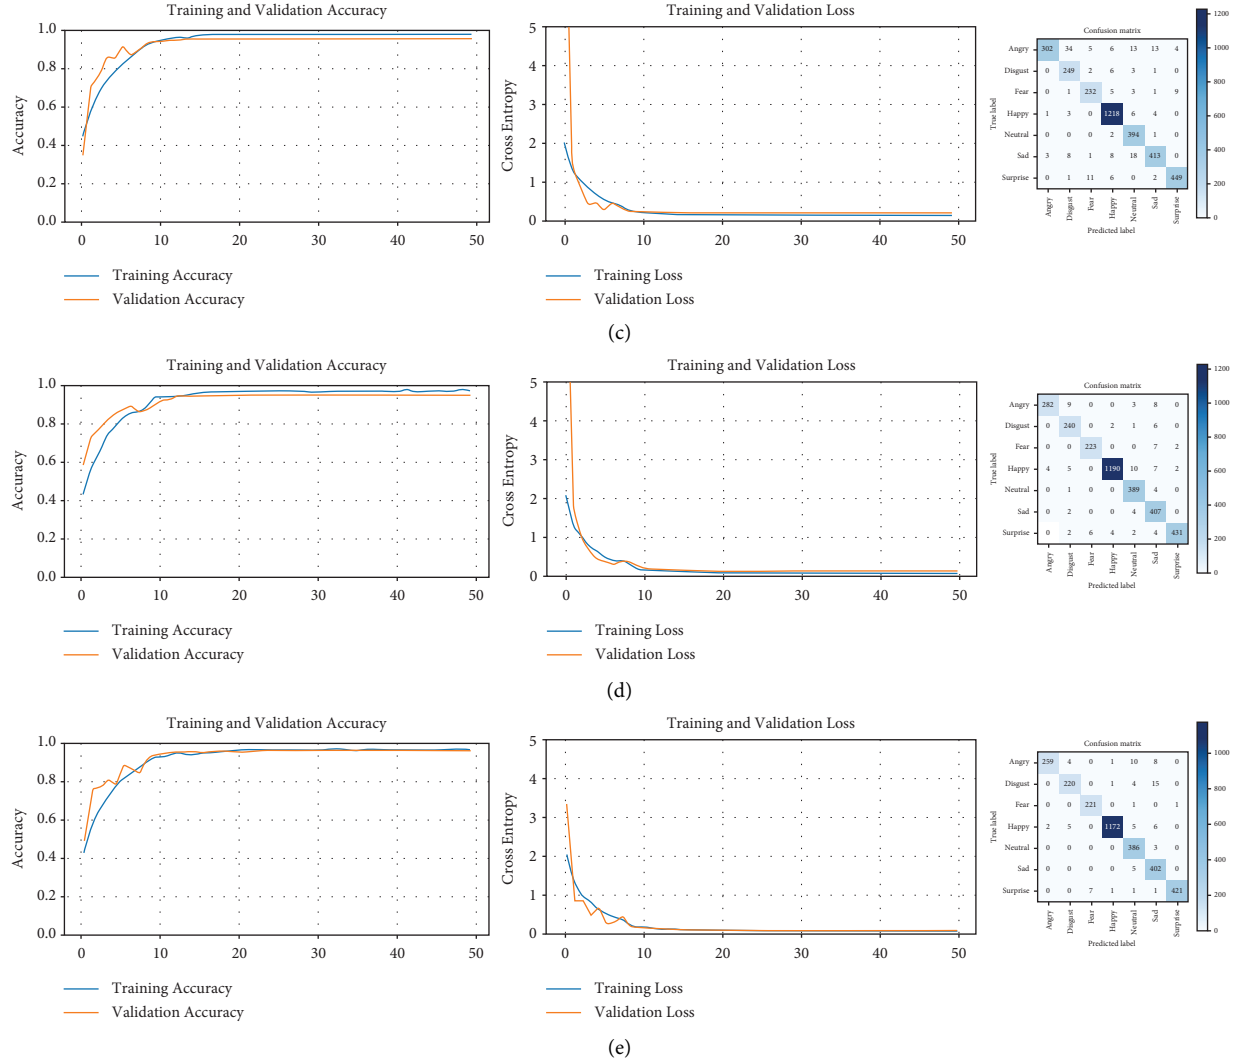 Training and Validation Accuracy
1.0
0.8
0.6
0.4
0.2
0.0
Accuracy
0 10 20 30 40 50
Training Accuracy
Validation Accuracy
Training and Validation Loss
5
4
3
2
1
0
Cross Entropy
0 10 20 30 40 50
Training Loss
Validation Loss
Confusion matrix
True label
Angry 302 34 5 6 13 13 4
Disgust 0 249 2 6 3 1 0
Fear 0 1 232 5 3 1 9
Happy 1 3 0 1218 6 4 0
Neutral 0 0 0 2 394 1 0
Sad 3 8 1 8 18 413 0
Surprise 0 1 11 6 0 2 449
Angry Disgust Fear Happy Neutral Sad Surprise
Predicted label
1200
1000
800
600
400
200
0
(c)
Training and Validation Accuracy
1.0
0.8
0.6
0.4
0.2
0.0
Accuracy
0 10 20 30 40 50
Training Accuracy
Validation Accuracy
Training and Validation Loss
5
4
3
2
1
0
Cross Entropy
0 10 20 30 40 50
Training Loss
Validation Loss
Confusion matrix
True label
Angry 282 9 0 0 3 8 0
Disgust 0 240 0 2 1 6 0
Fear 0 0 223 0 0 7 2
Happy 4 5 0 1190 10 7 2
Neutral 0 1 0 0 389 4 0
Sad 0 2 0 0 4 407 0
Surprise 0 2 6 4 2 4 431
Angry Disgust Fear Happy Neutral Sad Surprise
Predicted label
1200
1000
800
600
400
200
0
(d)
Training and Validation Accuracy
1.0
0.8
0.6
0.4
0.2
0.0
Accuracy
0 10 20 30 40 50
Training Accuracy
Validation Accuracy
Training and Validation Loss
5
4
3
2
1
0
Cross Entropy
0 10 20 30 40 50
Training Loss
Validation Loss
Confusion matrix
True label
Angry 259 4 0 1 10 8 0
Disgust 0 220 0 1 4 15 0
Fear 0 0 221 0 1 0 1
Happy 2 5 0 1172 5 6 0
Neutral 0 0 0 0 386 3 0
Sad 0 0 0 0 5 402 0
Surprise 0 0 7 1 1 1 421
Angry Disgust Fear Happy Neutral Sad Surprise
Predicted label
1000
800
600
400
200
0
(e)